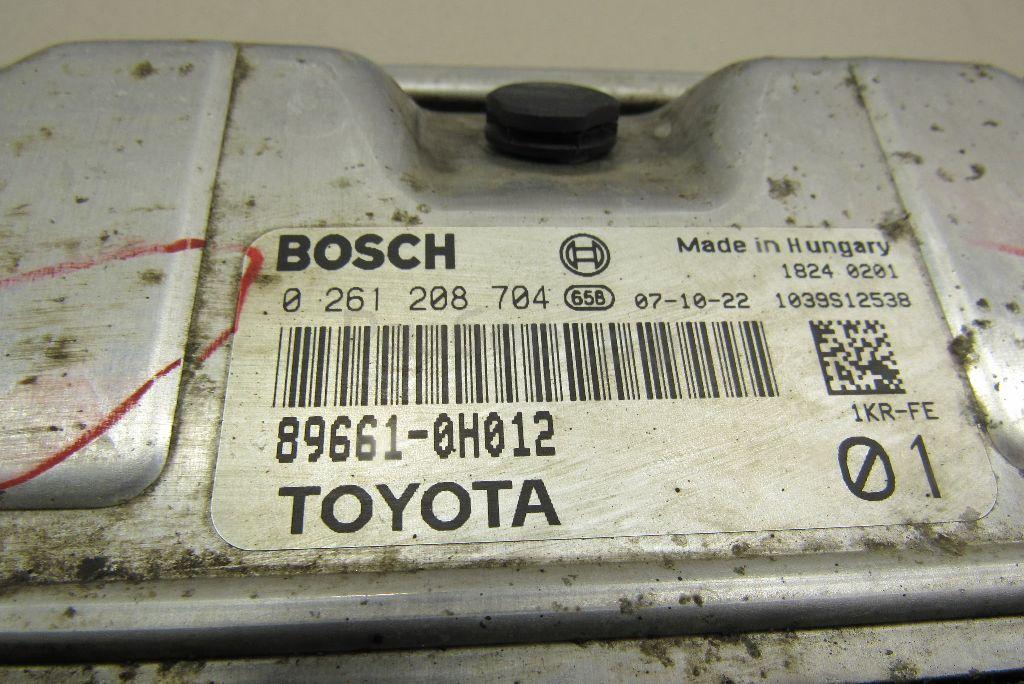 BOSCH
Made in Hungary
1824 0201
0 261 208 704 658 07-10-22 1039S12538
89661-0H012
1KR-FE
TOYOTA
01